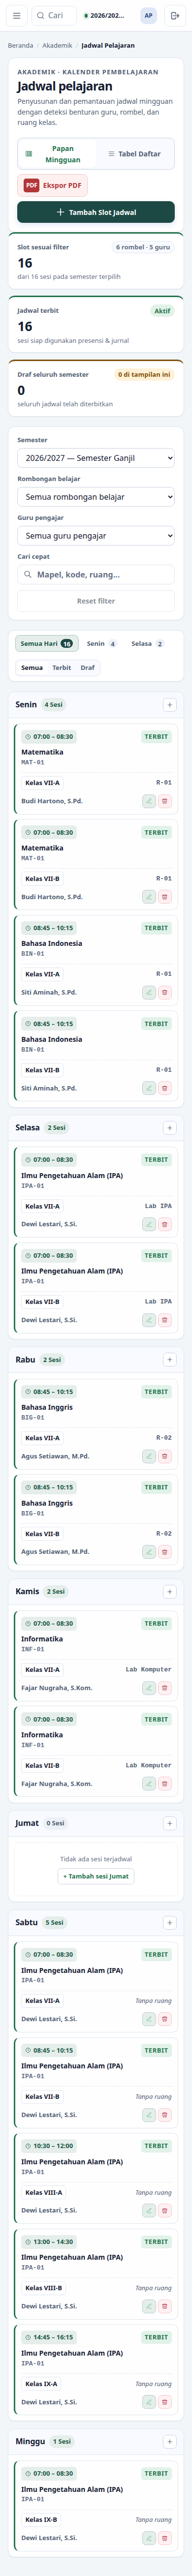 Cari
2026/202...
AP
Beranda / Akademik / Jadwal Pelajaran
AKADEMIK · KALENDER PEMBELAJARAN
Jadwal pelajaran
Penyusunan dan pemantauan jadwal mingguan
dengan deteksi benturan guru, rombel, dan
ruang kelas.
Papan
Mingguan
Tabel Daftar
PDF Ekspor PDF
+ Tambah Slot Jadwal
Slot sesuai filter
6 rombel · 5 guru
16
dari 16 sesi pada semester terpilih
Jadwal terbit
Aktif
16
sesi siap digunakan presensi & jurnal
Draf seluruh semester
0 di tampilan ini
0
seluruh jadwal telah diterbitkan
Semester
2026/2027 — Semester Ganjil
Rombongan belajar
Semua rombongan belajar
Guru pengajar
Semua guru pengajar
Cari cepat
Mapel, kode, ruang...
Reset filter
Semua Hari 16
Senin 4
Selasa 2
Semua
Terbit
Draf
Senin 4 Sesi +
07:00 – 08:30 TERBIT
Matematika
MAT-01
Kelas VII-A R-01
Budi Hartono, S.Pd.
07:00 – 08:30 TERBIT
Matematika
MAT-01
Kelas VII-B R-01
Budi Hartono, S.Pd.
08:45 – 10:15 TERBIT
Bahasa Indonesia
BIN-01
Kelas VII-A R-01
Siti Aminah, S.Pd.
08:45 – 10:15 TERBIT
Bahasa Indonesia
BIN-01
Kelas VII-B R-01
Siti Aminah, S.Pd.
Selasa 2 Sesi +
07:00 – 08:30 TERBIT
Ilmu Pengetahuan Alam (IPA)
IPA-01
Kelas VII-A Lab IPA
Dewi Lestari, S.Si.
07:00 – 08:30 TERBIT
Ilmu Pengetahuan Alam (IPA)
IPA-01
Kelas VII-B Lab IPA
Dewi Lestari, S.Si.
Rabu 2 Sesi +
08:45 – 10:15 TERBIT
Bahasa Inggris
BIG-01
Kelas VII-A R-02
Agus Setiawan, M.Pd.
08:45 – 10:15 TERBIT
Bahasa Inggris
BIG-01
Kelas VII-B R-02
Agus Setiawan, M.Pd.
Kamis 2 Sesi +
07:00 – 08:30 TERBIT
Informatika
INF-01
Kelas VII-A Lab Komputer
Fajar Nugraha, S.Kom.
07:00 – 08:30 TERBIT
Informatika
INF-01
Kelas VII-B Lab Komputer
Fajar Nugraha, S.Kom.
Jumat 0 Sesi +
Tidak ada sesi terjadwal
+ Tambah sesi Jumat
Sabtu 5 Sesi +
07:00 – 08:30 TERBIT
Ilmu Pengetahuan Alam (IPA)
IPA-01
Kelas VII-A Tanpa ruang
Dewi Lestari, S.Si.
08:45 – 10:15 TERBIT
Ilmu Pengetahuan Alam (IPA)
IPA-01
Kelas VII-B Tanpa ruang
Dewi Lestari, S.Si.
10:30 – 12:00 TERBIT
Ilmu Pengetahuan Alam (IPA)
IPA-01
Kelas VIII-A Tanpa ruang
Dewi Lestari, S.Si.
13:00 – 14:30 TERBIT
Ilmu Pengetahuan Alam (IPA)
IPA-01
Kelas VIII-B Tanpa ruang
Dewi Lestari, S.Si.
14:45 – 16:15 TERBIT
Ilmu Pengetahuan Alam (IPA)
IPA-01
Kelas IX-A Tanpa ruang
Dewi Lestari, S.Si.
Minggu 1 Sesi +
07:00 – 08:30 TERBIT
Ilmu Pengetahuan Alam (IPA)
IPA-01
Kelas IX-B Tanpa ruang
Dewi Lestari, S.Si.